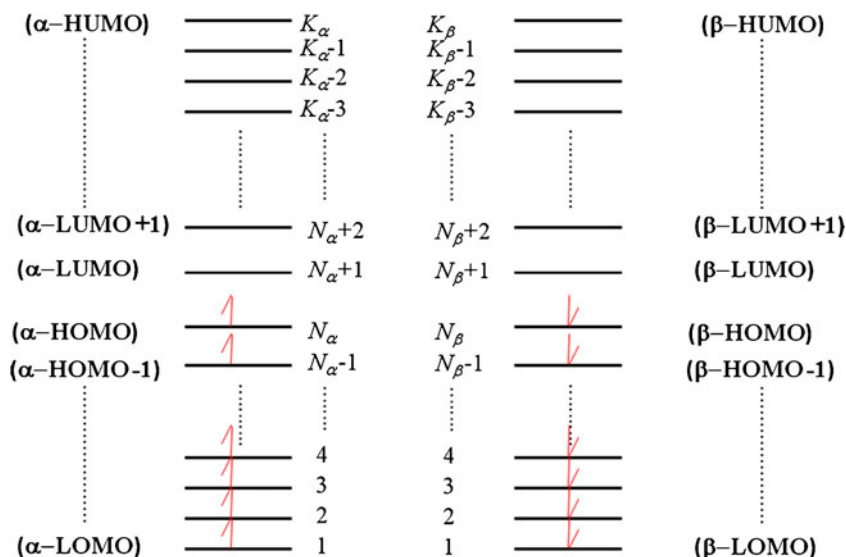 (α–HUMO) Kα Kβ (β–HUMO)
Kα-1 Kβ-1
Kα-2 Kβ-2
Kα-3 Kβ-3
(α–LUMO+1) Nα+2 Nβ+2 (β–LUMO+1)
(α–LUMO) Nα+1 Nβ+1 (β–LUMO)
(α–HOMO) Nα Nβ (β–HOMO)
(α–HOMO-1) Nα-1 Nβ-1 (β–HOMO-1)
4 4
3 3
2 2
(α–LOMO) 1 1 (β–LOMO)